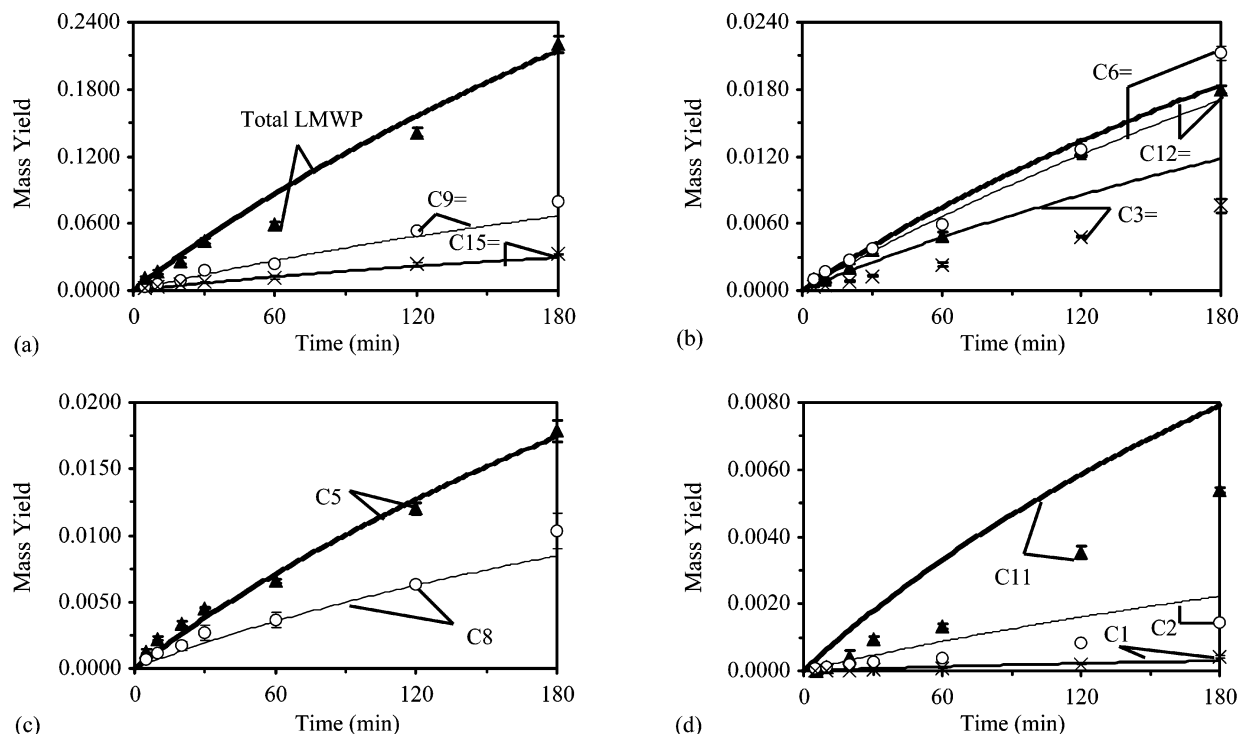 0.2400
0.1800
0.1200
0.0600
0.0000
Mass Yield
Total LMWP
C9=
C15=
0
60
120
180
Time (min)
(a)
0.0240
0.0180
0.0120
0.0060
0.0000
Mass Yield
C6=
C12=
C3=
0
60
120
180
Time (min)
(b)
0.0200
0.0150
0.0100
0.0050
0.0000
Mass Yield
C5
C8
0
60
120
180
Time (min)
(c)
0.0080
0.0060
0.0040
0.0020
0.0000
Mass Yield
C11
C1
C2
0
60
120
180
Time (min)
(d)